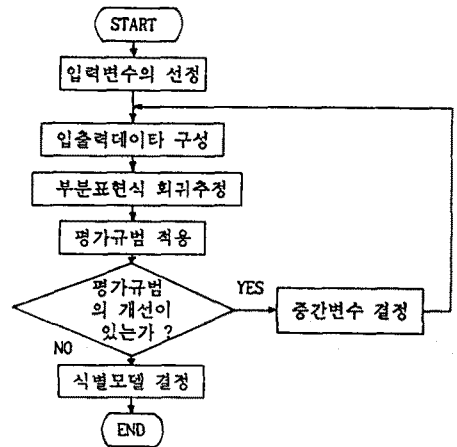 START
입력변수의 선정
입출력데이타 구성
부분표현식 회귀추정
평가규범 적용
평가규범
의 개선이
있는가 ?
YES
중간변수 결정
NO
식별모델 결정
END